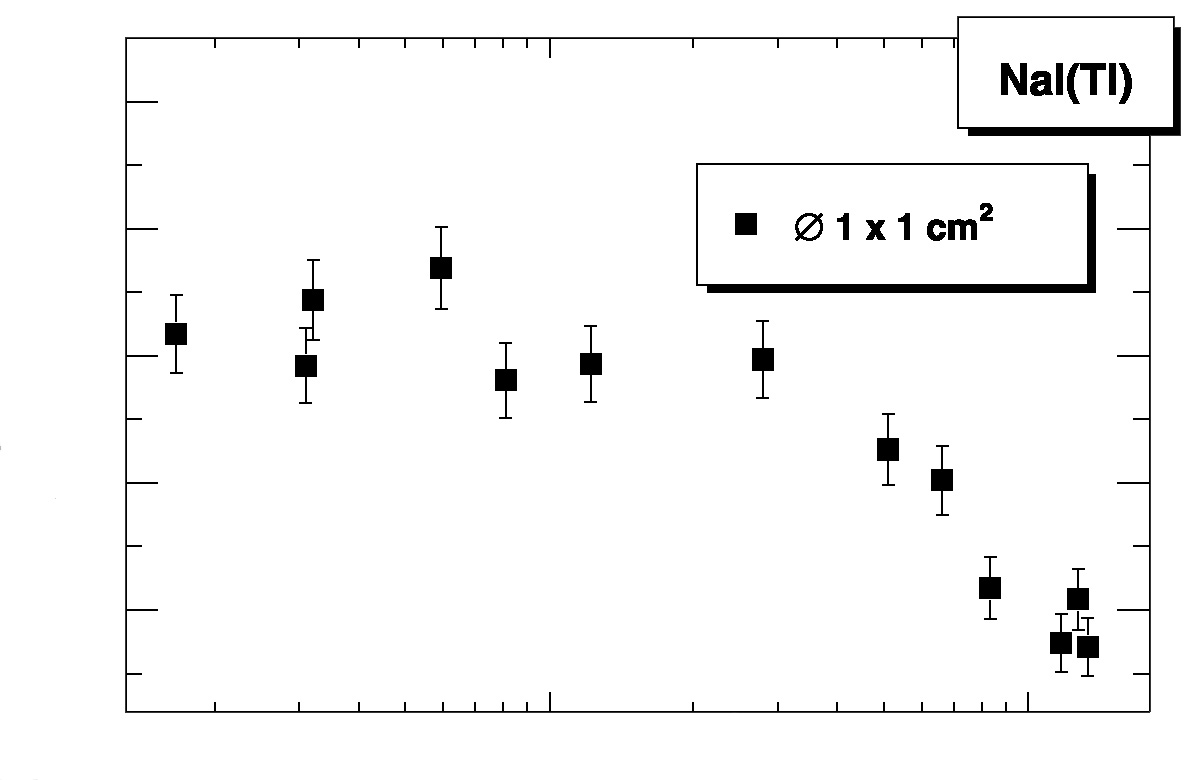 NaI(Tl)
∅ 1 x 1 cm²